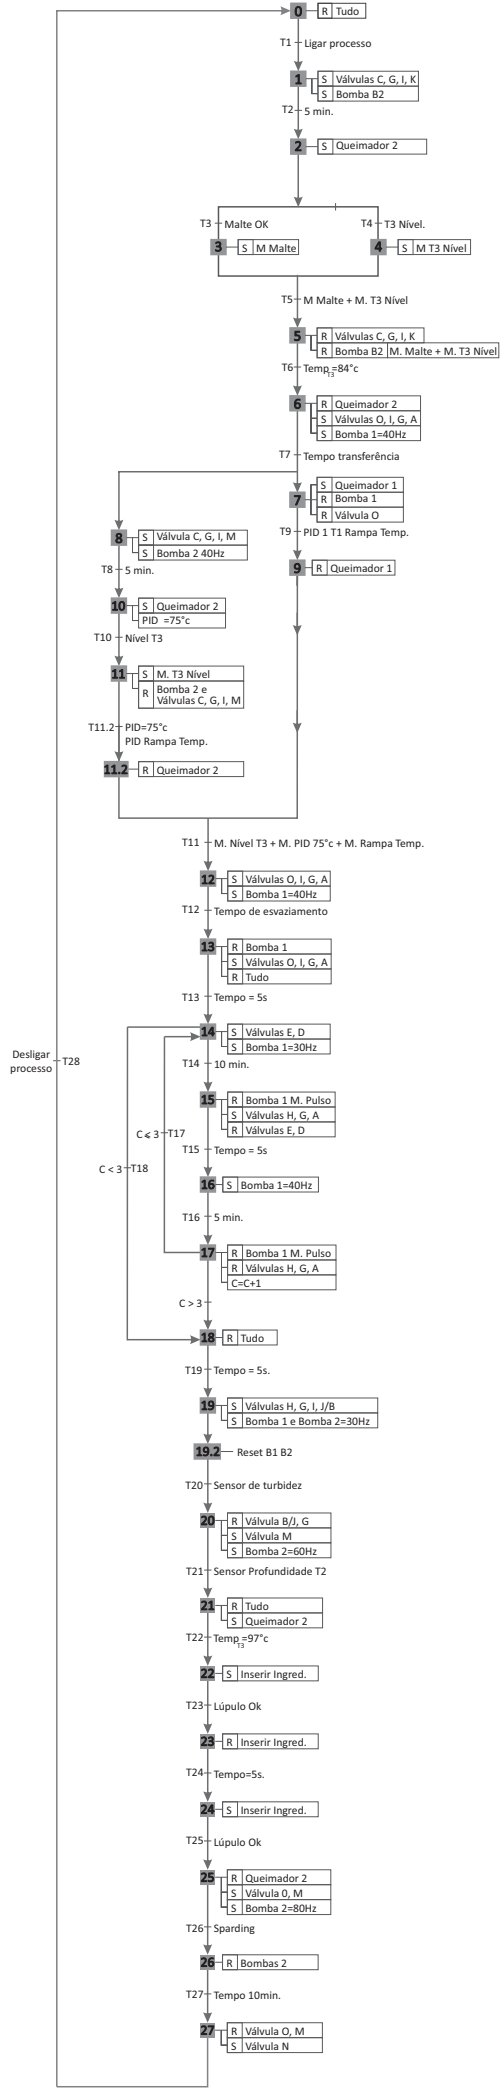 0 R Tudo
T1 Ligar processo
1 S Válvulas C, G, I, K
S Bomba B2
T2 5 min.
2 S Queimador 2
T3 Malte OK
T4 T3 Nível.
3 S M Malte
4 S M T3 Nível
T5 M Malte + M. T3 Nível
5 R Válvulas C, G, I, K
R Bomba B2 M. Malte + M. T3 Nível
T6 Temp T3=84°c
6 R Queimador 2
S Válvulas O, I, G, A
S Bomba 1=40Hz
T7 Tempo transferência
S Queimador 1
7 R Bomba 1
R Válvula O
8 S Válvula C, G, I, M
S Bomba 2 40Hz
T9 PID 1 T1 Rampa Temp.
T8 5 min.
9 R Queimador 1
10 S Queimador 2
PID =75°c
T10 Nível T3
11 S M. T3 Nível
R Bomba 2 e
Válvulas C, G, I, M
T11.2 PID=75°c
PID Rampa Temp.
11.2 R Queimador 2
T11 M. Nível T3 + M. PID 75°c + M. Rampa Temp.
12 S Válvulas O, I, G, A
S Bomba 1=40Hz
T12 Tempo de esvaziamento
13 R Bomba 1
S Válvulas O, I, G, A
R Tudo
T13 Tempo = 5s
14 S Válvulas E, D
S Bomba 1=30Hz
Desligar
processo T28
T14 10 min.
15 R Bomba 1 M. Pulso
S Válvulas H, G, A
R Válvulas E, D
C ⩽ 3 T17
T15 Tempo = 5s
C < 3 T18
16 S Bomba 1=40Hz
T16 5 min.
17 R Bomba 1 M. Pulso
R Válvulas H, G, A
C=C+1
C > 3
18 R Tudo
T19 Tempo = 5s.
19 S Válvulas H, G, I, J/B
S Bomba 1 e Bomba 2=30Hz
19.2 Reset B1 B2
T20 Sensor de turbidez
20 R Válvula B/J, G
S Válvula M
S Bomba 2=60Hz
T21 Sensor Profundidade T2
21 R Tudo
S Queimador 2
T22 Temp T3=97°c
22 S Inserir Ingred.
T23 Lúpulo Ok
23 R Inserir Ingred.
T24 Tempo=5s.
24 S Inserir Ingred.
T25 Lúpulo Ok
25 R Queimador 2
S Válvula 0, M
S Bomba 2=80Hz
T26 Sparding
26 R Bombas 2
T27 Tempo 10min.
27 R Válvula O, M
S Válvula N